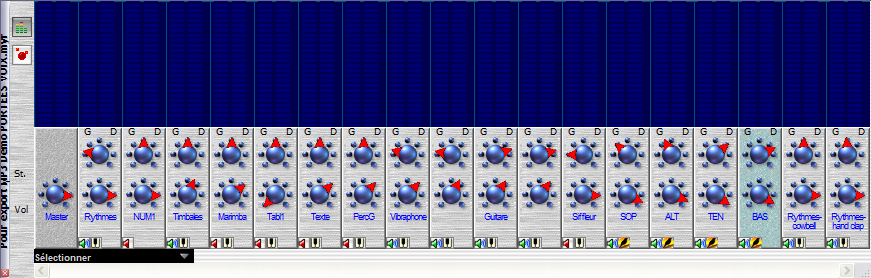 Pour export MP3 Demo PORTEES VOIX.myr
G D G D G D G D G D G D G D G D G D G D G D G D G D G D G D G D G D G D
St.
Vol
Master Rythmes NUM1 Timbales Marimba Tabl1 Texte PercG Vibraphone Guitare Siffleur SOP ALT TEN BAS Rythmes- Rythmes-
cowbell hand clap
Sélectionner